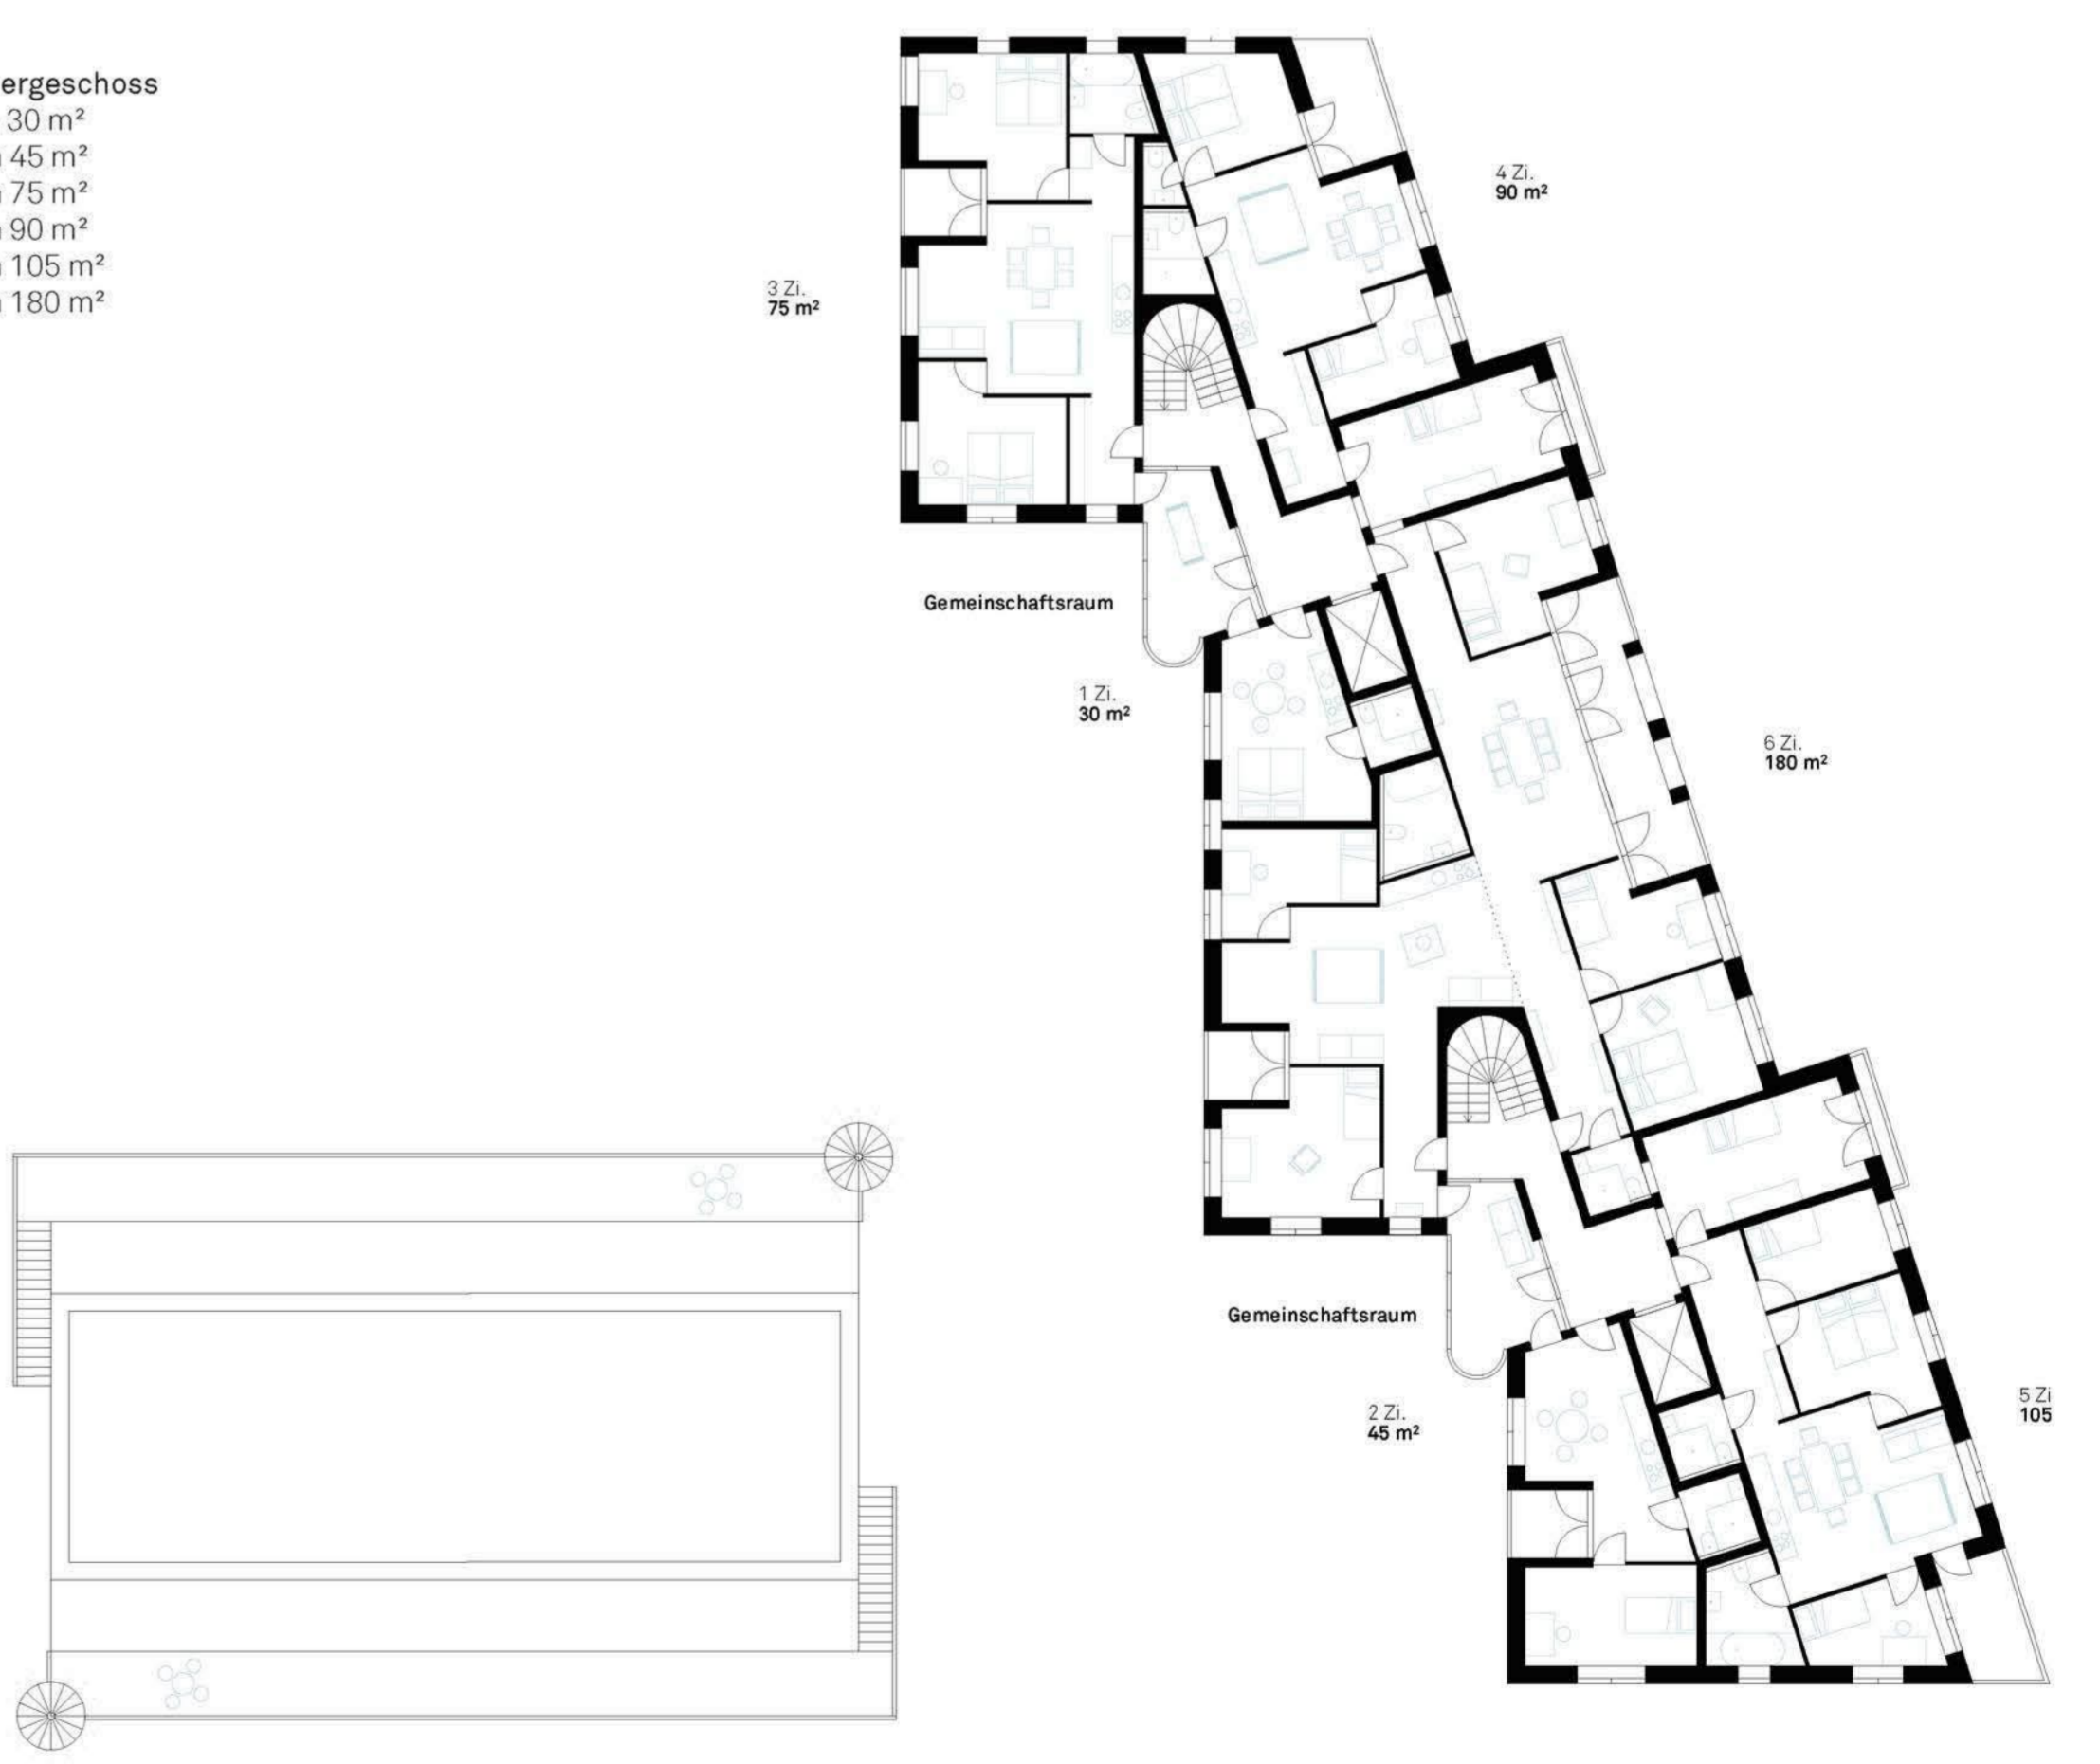 ergeschoss
30 m²
45 m²
75 m²
90 m²
105 m²
180 m²
4 Zi.
90 m²
3 Zi.
75 m²
Gemeinschaftsraum
1 Zi.
30 m²
6 Zi.
180 m²
Gemeinschaftsraum
5 Zi
105
2 Zi.
45 m²